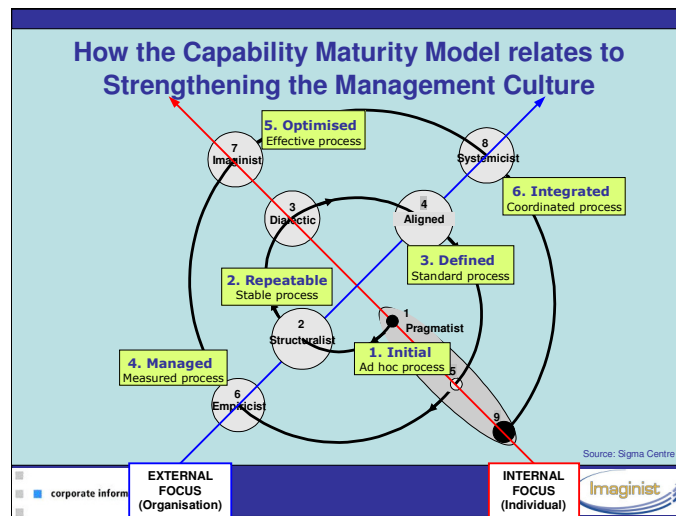 How the Capability Maturity Model relates to
Strengthening the Management Culture
5. Optimised
Effective process
7
Imaginist
8
Systemicist
6. Integrated
Coordinated process
3
Dialectic
4
Aligned
3. Defined
Standard process
2. Repeatable
Stable process
1
Pragmatist
2
Structuralist
1. Initial
Ad hoc process
4. Managed
Measured process
5
6
Empiricist
9
Source: Sigma Centre
corporate inform
EXTERNAL
FOCUS
(Organisation)
INTERNAL
FOCUS
(Individual)
Imaginist